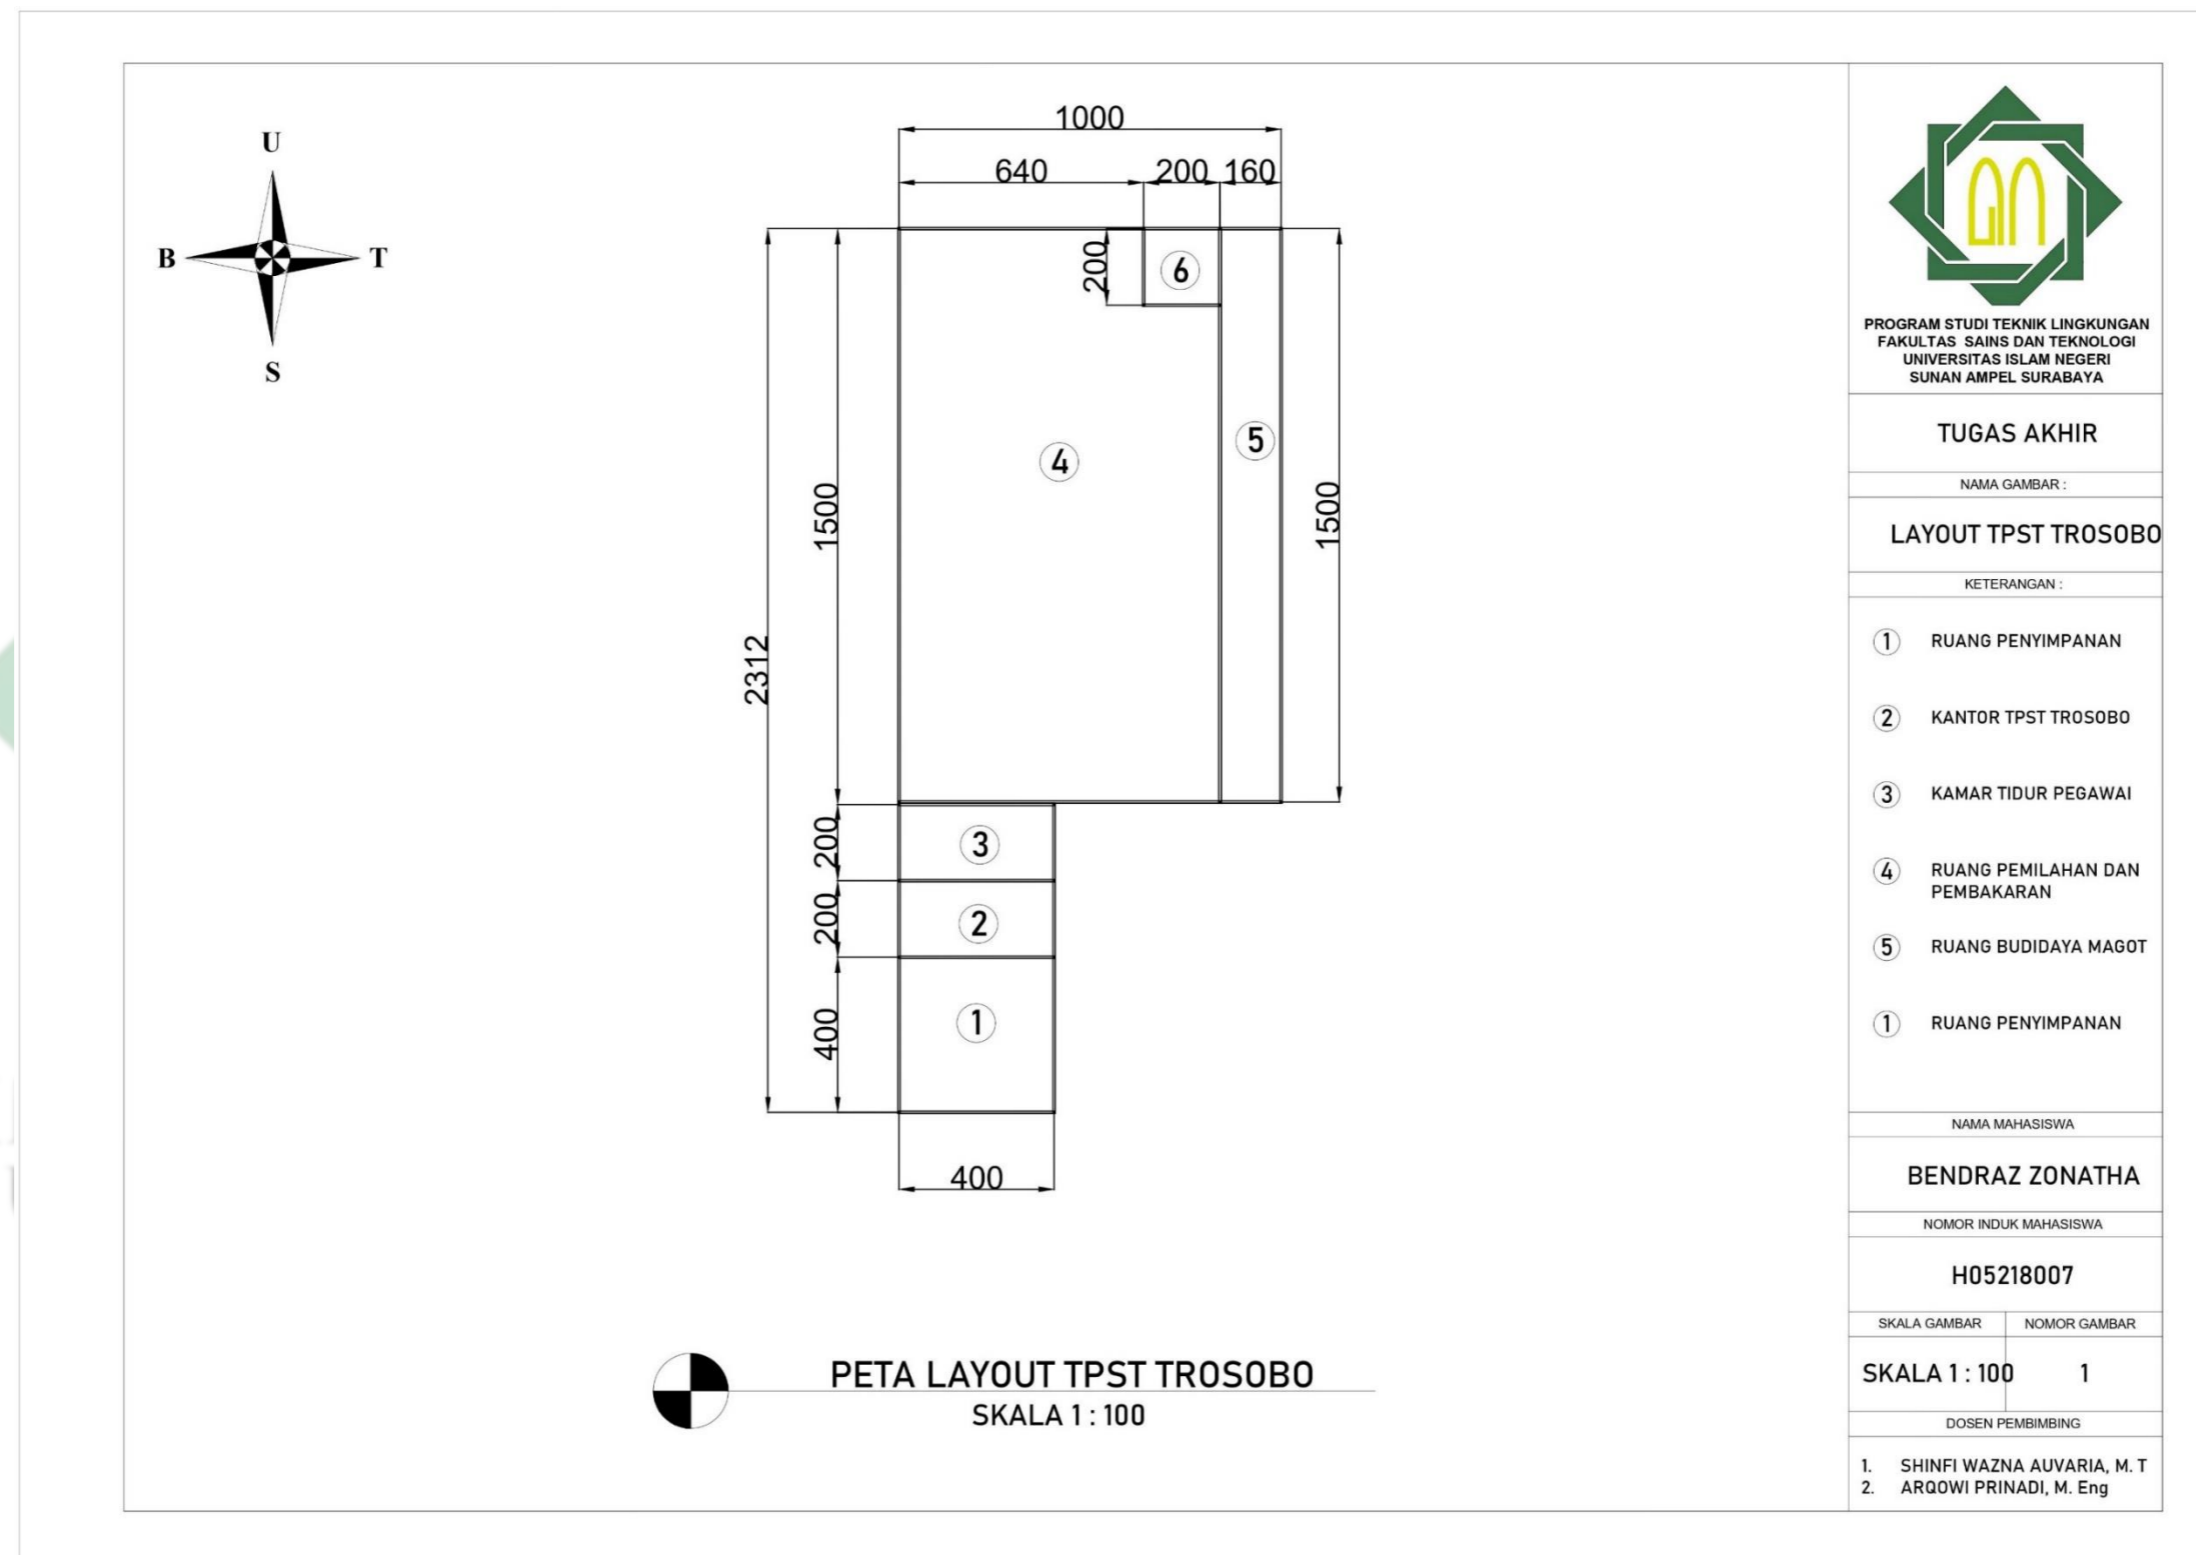 U
B
T
S
1000
640
200
160
200
6
5
4
1500
1500
2312
3
200
2
200
1
400
400
PETA LAYOUT TPST TROSOBO
SKALA 1 : 100
PROGRAM STUDI TEKNIK LINGKUNGAN
FAKULTAS SAINS DAN TEKNOLOGI
UNIVERSITAS ISLAM NEGERI
SUNAN AMPEL SURABAYA
TUGAS AKHIR
NAMA GAMBAR :
LAYOUT TPST TROSOBO
KETERANGAN :
1 RUANG PENYIMPANAN
2 KANTOR TPST TROSOBO
3 KAMAR TIDUR PEGAWAI
4 RUANG PEMILAHAN DAN
PEMBAKARAN
5 RUANG BUDIDAYA MAGOT
1 RUANG PENYIMPANAN
NAMA MAHASISWA
BENDRAZ ZONATHA
NOMOR INDUK MAHASISWA
H05218007
SKALA GAMBAR
NOMOR GAMBAR
SKALA 1 : 100
1
DOSEN PEMBIMBING
1. SHINFI WAZNA AUVARIA, M. T
2. ARQOWI PRINADI, M. Eng